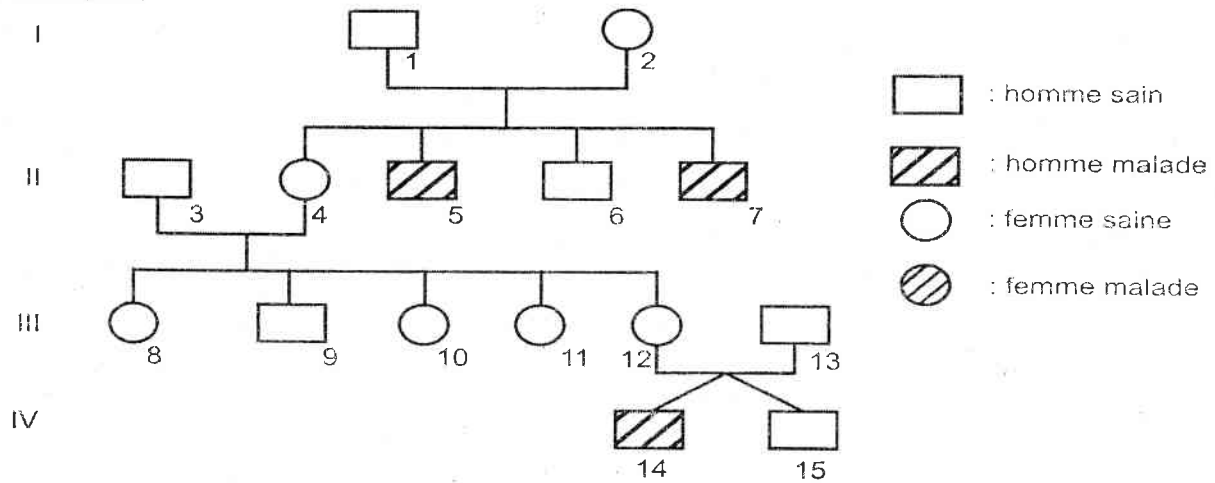 I
1 2
: homme sain
II
3 4 5 6 7
: homme malade
: femme saine
: femme malade
III
8 9 10 11 12 13
IV
14 15